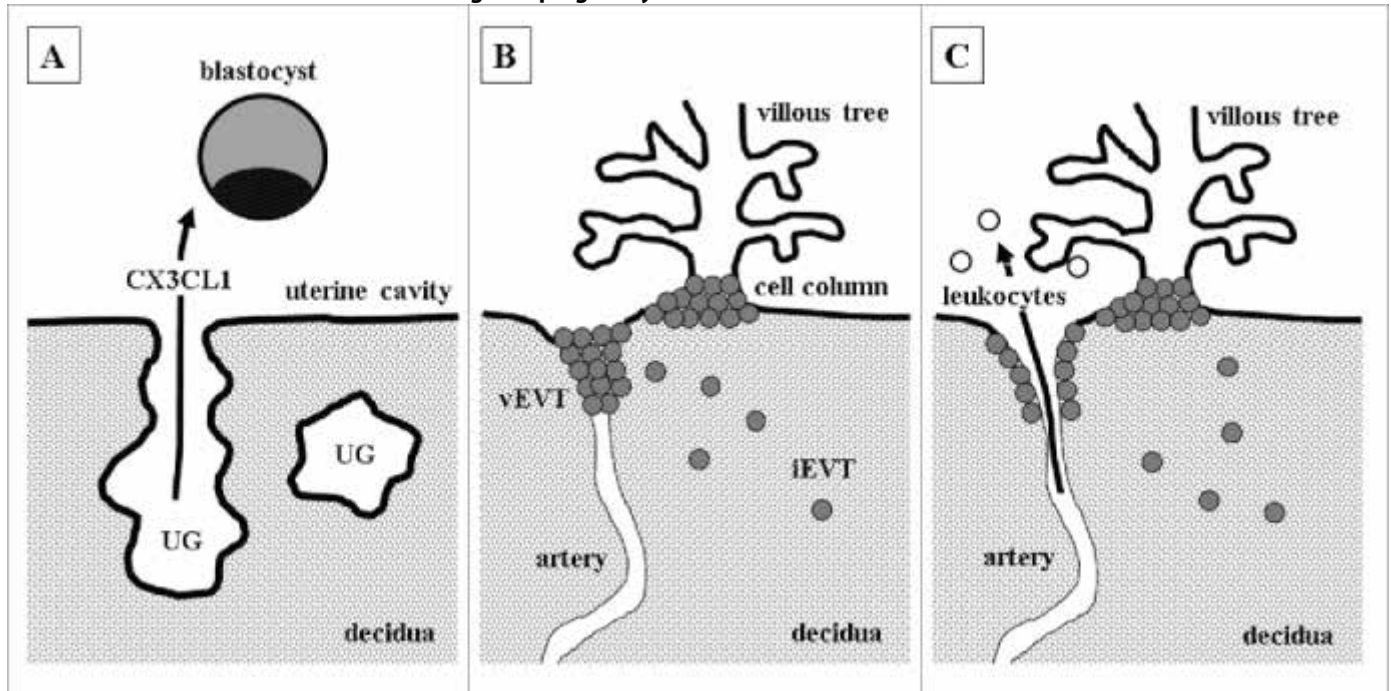 A
blastocyst
CX3CL1
uterine cavity
UG
UG
decidua
B
villous tree
cell column
vEVT
iEVT
artery
decidua
C
villous tree
leukocytes
artery
decidua